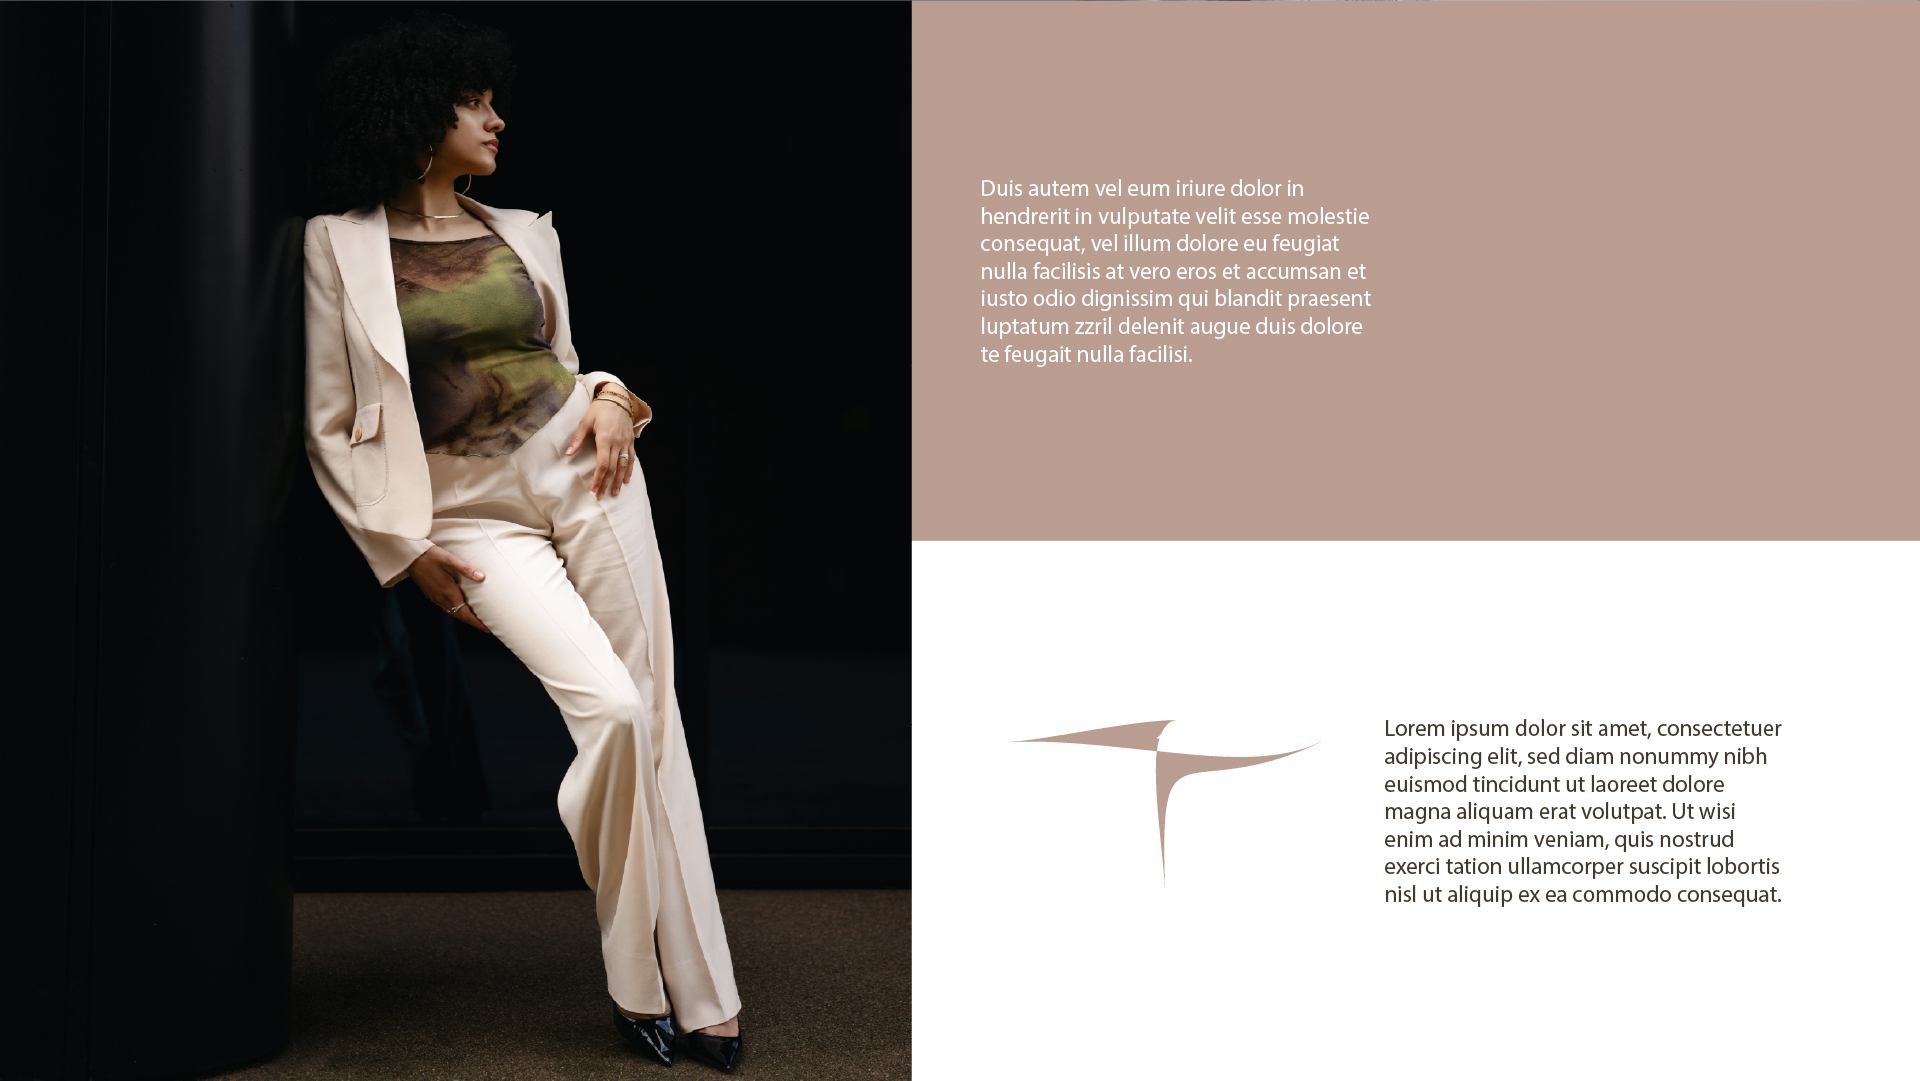 Duis autem vel eum iriure dolor in
hendrerit in vulputate velit esse molestie
consequat, vel illum dolore eu feugiat
nulla facilisis at vero eros et accumsan et
iusto odio dignissim qui blandit praesent
luptatum zzril delenit augue duis dolore
te feugait nulla facilisi.
Lorem ipsum dolor sit amet, consectetuer
adipiscing elit, sed diam nonummy nibh
euismod tincidunt ut laoreet dolore
magna aliquam erat volutpat. Ut wisi
enim ad minim veniam, quis nostrud
exerci tation ullamcorper suscipit lobortis
nisl ut aliquip ex ea commodo consequat.